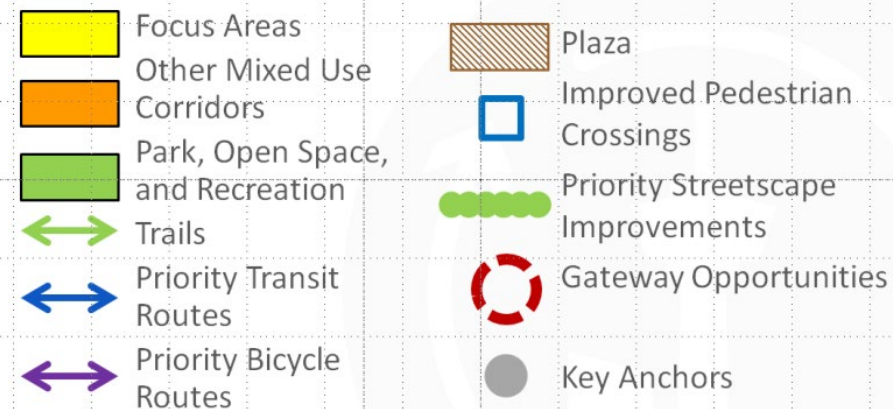 Focus Areas
Other Mixed Use
Corridors
Park, Open Space,
and Recreation
Trails
Priority Transit
Routes
Priority Bicycle
Routes
Plaza
Improved Pedestrian
Crossings
Priority Streetscape
Improvements
Gateway Opportunities
Key Anchors